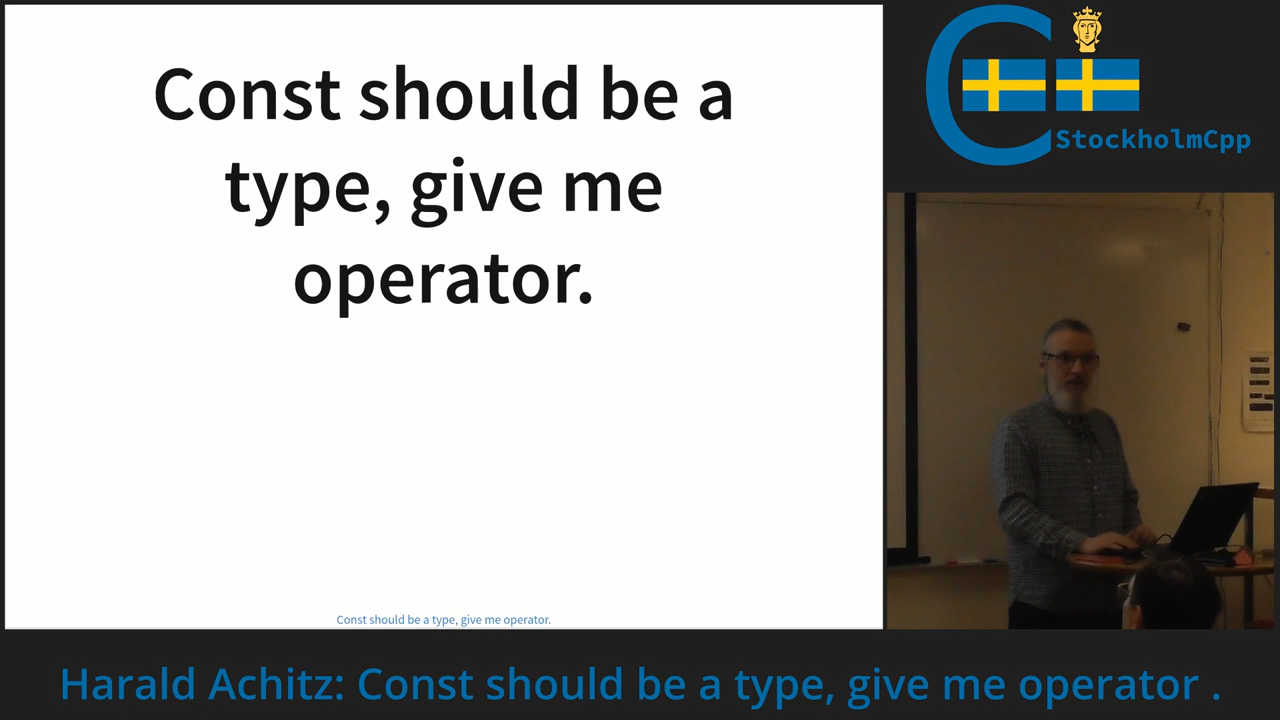 Const should be a
type, give me
operator.
Const should be a type, give me operator.
StockholmCpp
Harald Achitz: Const should be a type, give me operator .